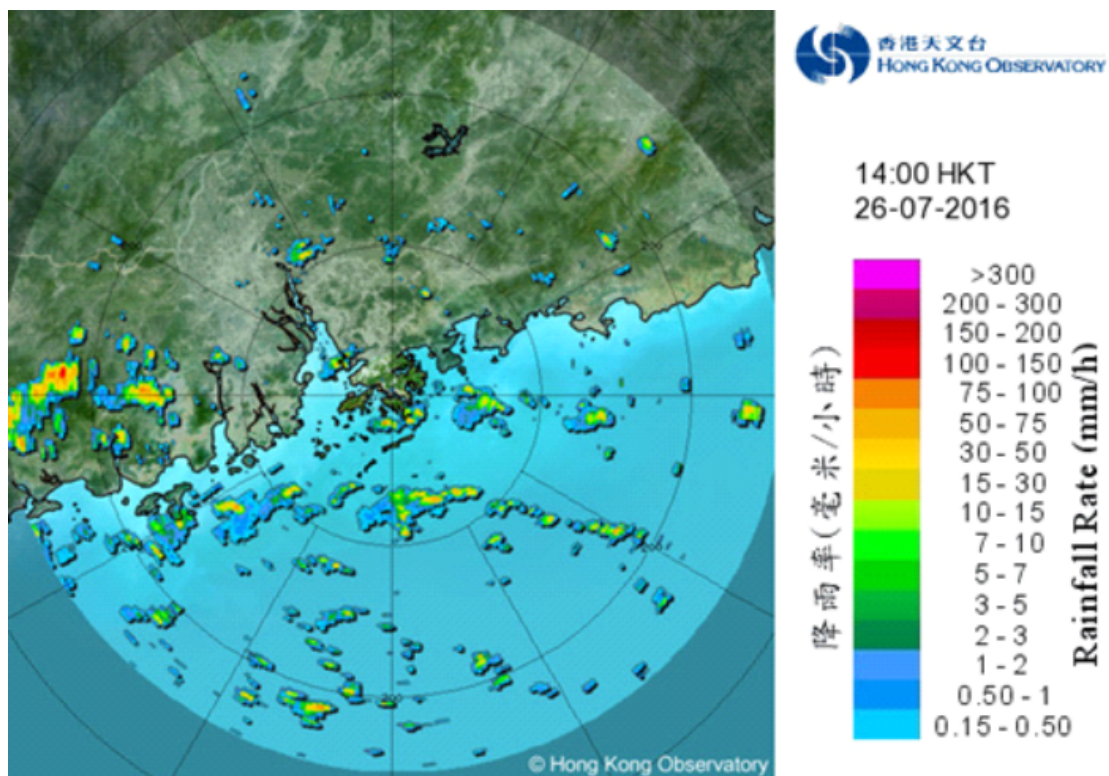 香港天文台
HONG KONG OBSERVATORY
14:00 HKT
26-07-2016
>300
200 - 300
150 - 200
100 - 150
75 - 100
50 - 75
30 - 50
15 - 30
10 - 15
7 - 10
5 - 7
3 - 5
2 - 3
1 - 2
0.50 - 1
0.15 - 0.50
降雨率(毫米/小時)
Rainfall Rate (mm/h)
200
200
© Hong Kong Observatory